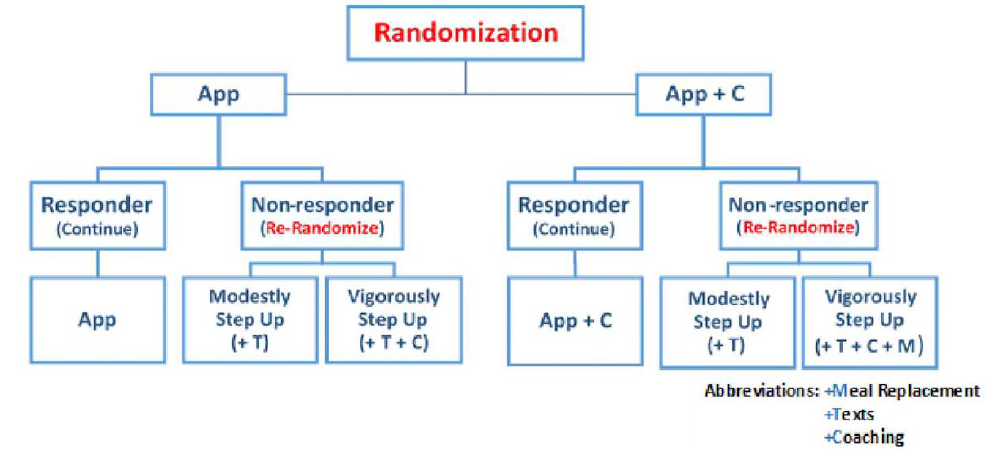 Randomization
App
App + C
Responder
(Continue)
Non-responder
(Re-Randomize)
Responder
(Continue)
Non -responder
(Re-Randomize)
App
Modestly
Step Up
(+ T)
Vigorously
Step Up
(+ T + C)
App + C
Modestly
Step Up
(+ T)
Vigorously
Step Up
(+ T + C + M)
Abbreviations: +Meal Replacement
+Texts
+Coaching